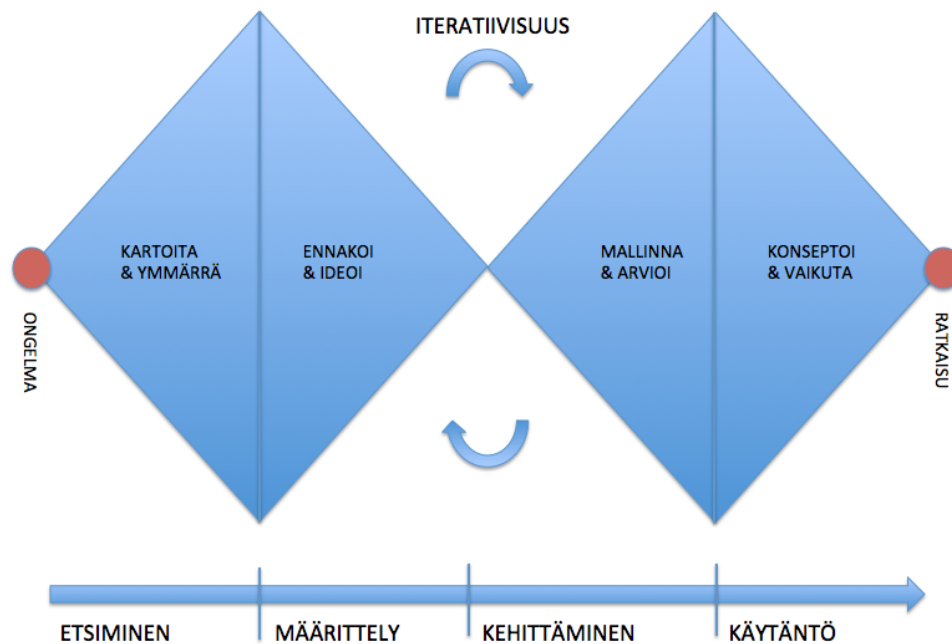 ITERATIIVISUUS
KARTOITA
& YMMÄRRÄ
ENNAKOI
& IDEOI
MALLINNA
& ARVIOI
KONSEPTOI
& VAIKUTA
ONGELMA
RATKAISU
ETSIMINEN
MÄÄRITTELY
KEHITTÄMINEN
KÄYTÄNTÖ